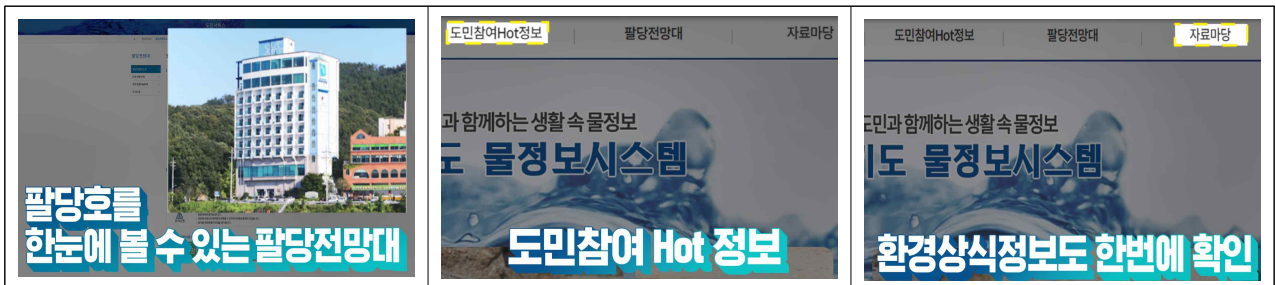 팔당호를
한눈에 볼 수 있는 팔당전망대
도민참여Hot정보
팔당전망대
자료마당
과 함께하는 생활 속 물정보
도 물정보시스템
도민참여 Hot 정보
도민참여Hot정보
팔당전망대
자료마당
도민과 함께하는 생활 속 물정보
기도 물정보시스템
환경상식정보도 한번에 확인